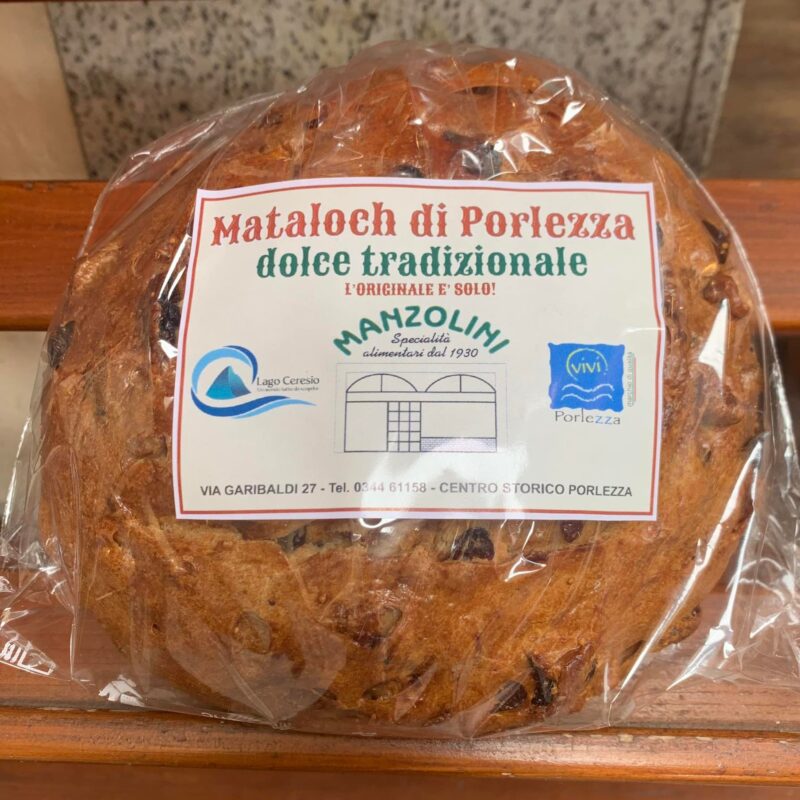 Mataloch di Porlezza
dolce tradizionale
L'ORIGINALE E' SOLO!
MANZOLINI
Specialità
alimentari dal 1930
Lago Ceresio
vivi
Porlezza
VIA GARIBALDI 27 - Tel. 0344 61158 - CENTRO STORICO PORLEZZA